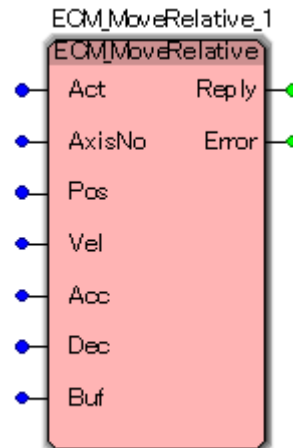 ECM_MoveRelative_1
ECM_MoveRelative
Act Reply
AxisNo Error
Pos
Vel
Acc
Dec
Buf